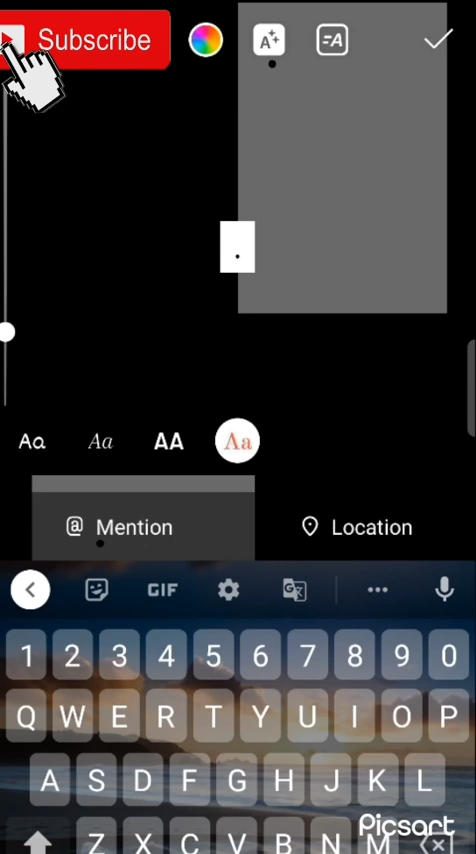 Subscribe
A
=A
.
Aa Aa AA Aa
@ Mention Location
GIF G
1 2 3 4 5 6 7 8 9 0
Q W E R T Y U I O P
A S D F G H J K L
Z X C V B N M
Picsart